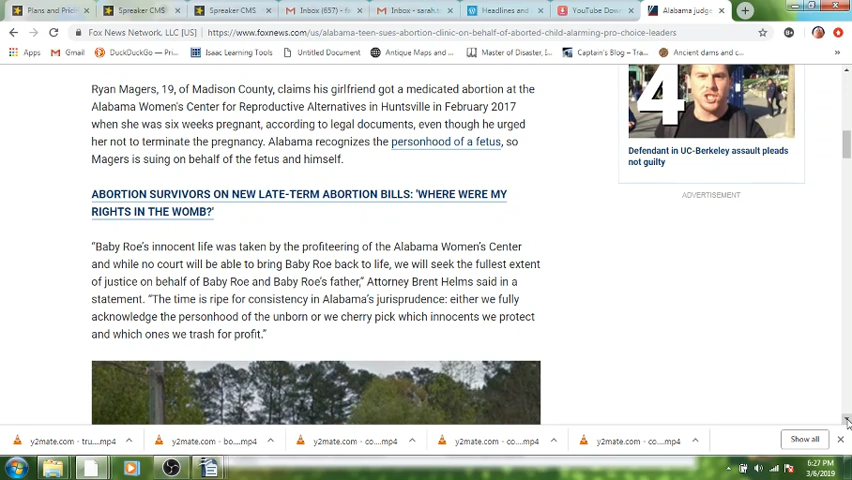 Plans and Prici
Spreaker CMS
Spreaker CMS
Gmail
Inbox (657) - f
Inbox - sarah.t
Headlines and
YouTube Down
Alabama judge
Fox News Network, LLC [US]
https://www.foxnews.com/us/alabama-teen-sues-abortion-clinic-on-behalf-of-aborted-child-alarming-pro-choice-leaders
Apps
Gmail
DuckDuckGo — P...
Isaac Learning Tools
Untitled Document
Antique Maps and ...
Master of Disaster, I...
Captain's Blog – Tra...
Ancient dams and c...
Ryan Magers, 19, of Madison County, claims his girlfriend got a medicated abortion at the
Alabama Women's Center for Reproductive Alternatives in Huntsville in February 2017
when she was six weeks pregnant, according to legal documents, even though he urged
her not to terminate the pregnancy. Alabama recognizes the personhood of a fetus, so
Magers is suing on behalf of the fetus and himself.
ABORTION SURVIVORS ON NEW LATE-TERM ABORTION BILLS: 'WHERE WERE MY
RIGHTS IN THE WOMB?'
“Baby Roe’s innocent life was taken by the profiteering of the Alabama Women’s Center
and while no court will be able to bring Baby Roe back to life, we will seek the fullest extent
of justice on behalf of Baby Roe and Baby Roe’s father,” Attorney Brent Helms said in a
statement. “The time is ripe for consistency in Alabama’s jurisprudence: either we fully
acknowledge the personhood of the unborn or we cherry pick which innocents we protect
and which ones we trash for profit.”
4
Defendant in UC-Berkeley assault pleads
not guilty
ADVERTISEMENT
y2mate.com - tru....mp4
y2mate.com - bo....mp4
y2mate.com - co....mp4
y2mate.com - co....mp4
y2mate.com - co....mp4
Show all
6:27 PM
3/6/2019